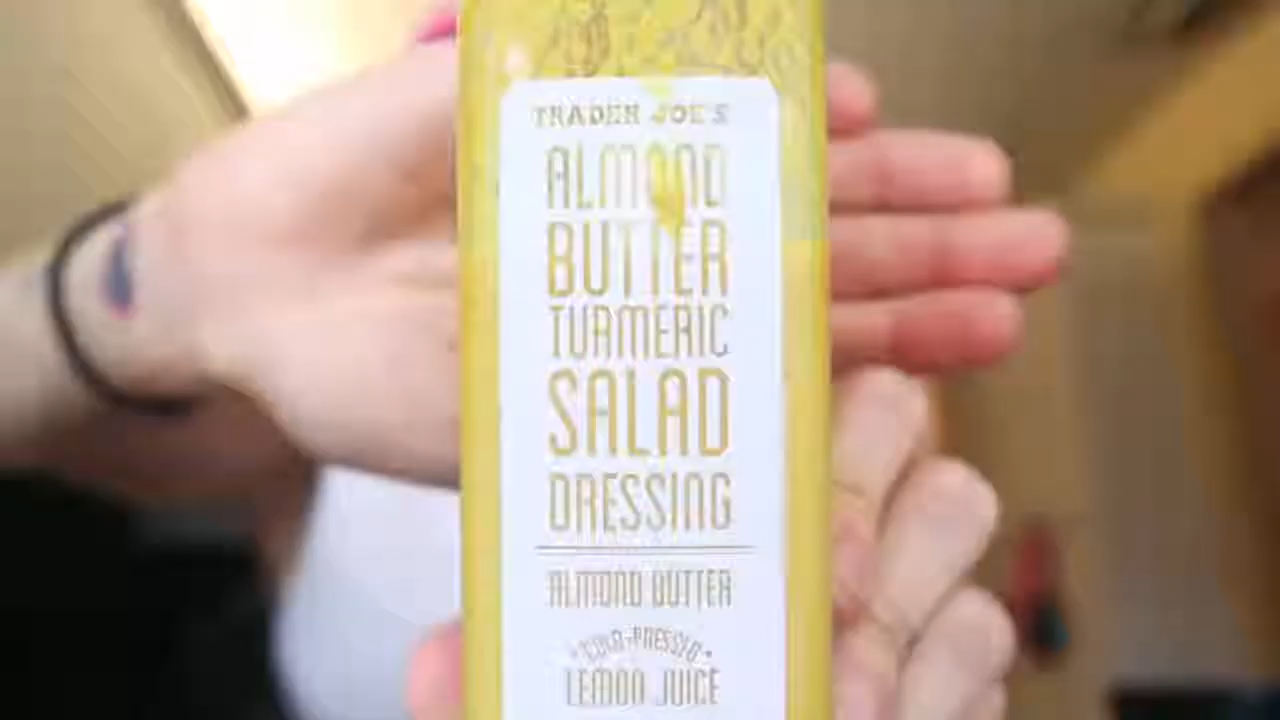 TRADER JOE'S
ALMOND
BUTTER
TURMERIC
SALAD
DRESSING
ALMOND BUTTER
COLD-PRESSED
LEMON JUICE